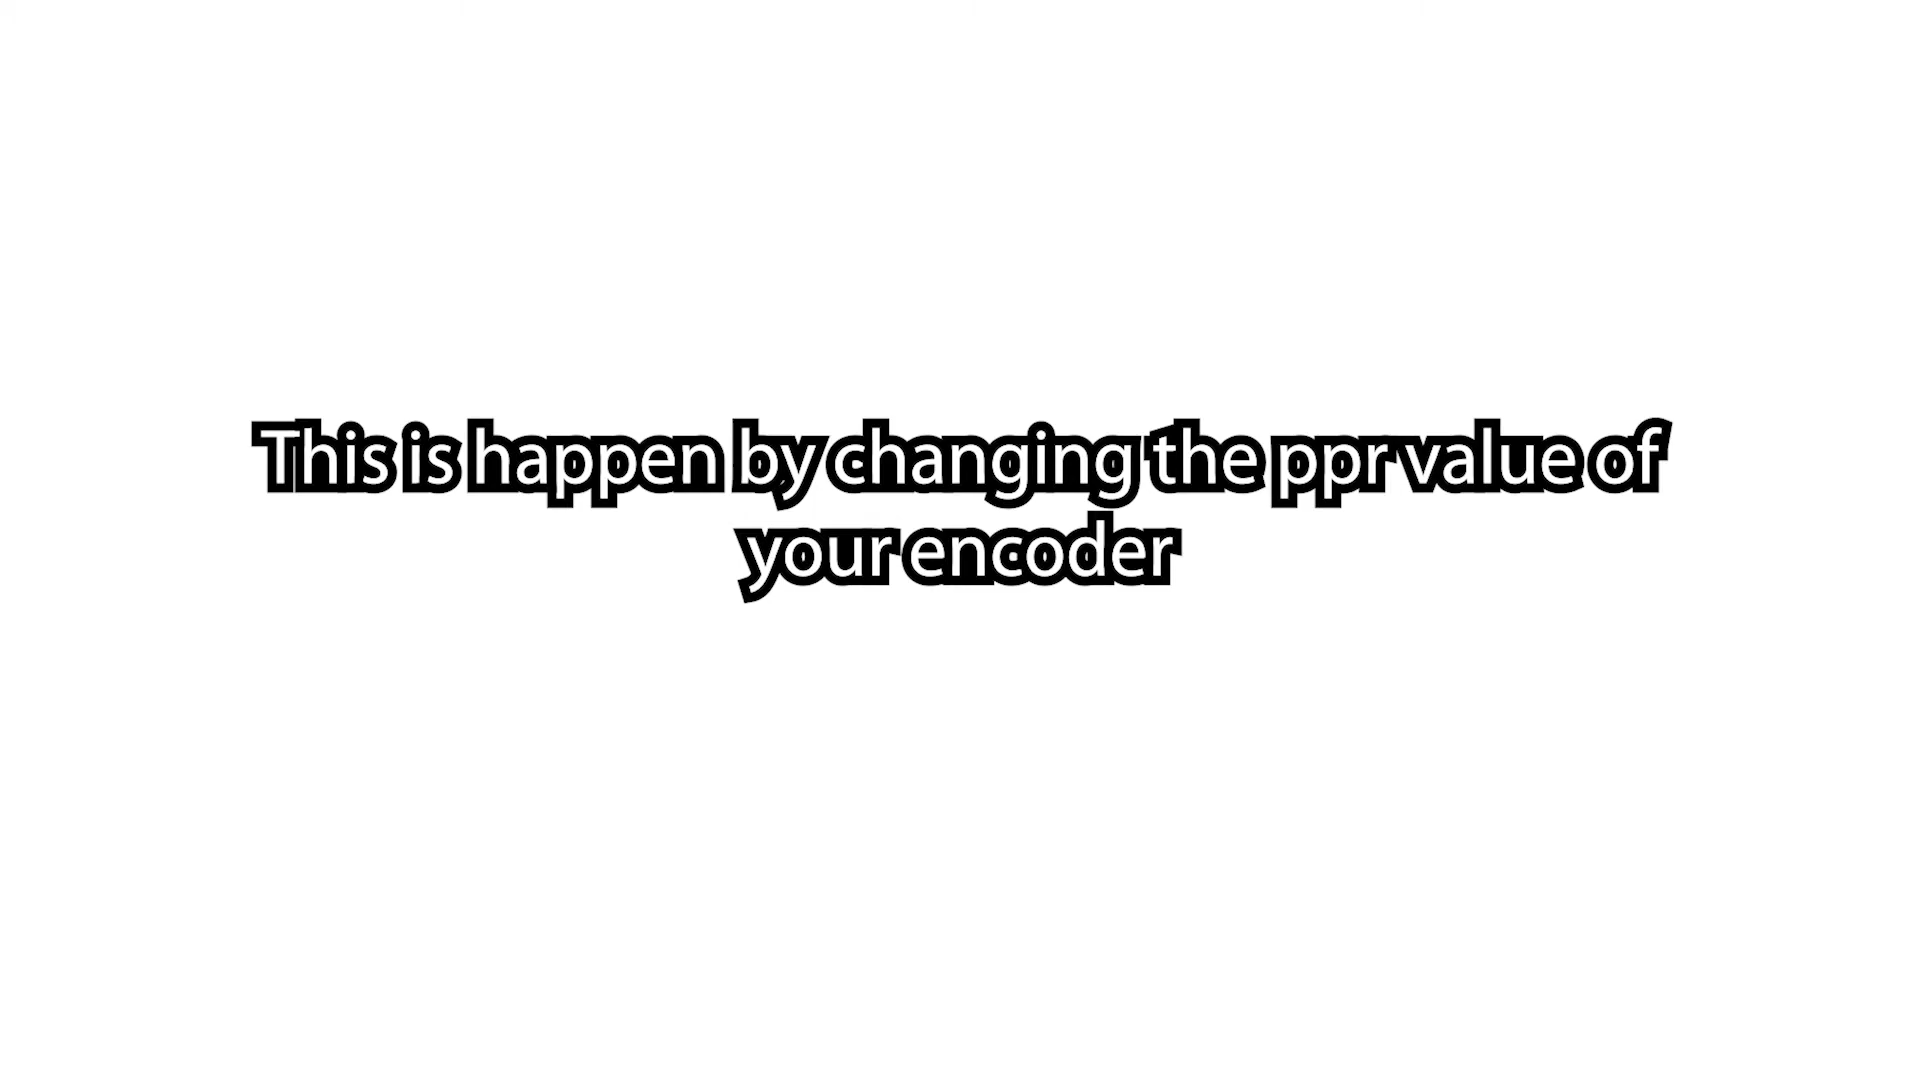 This is happen by changing the ppr value of
your encoder